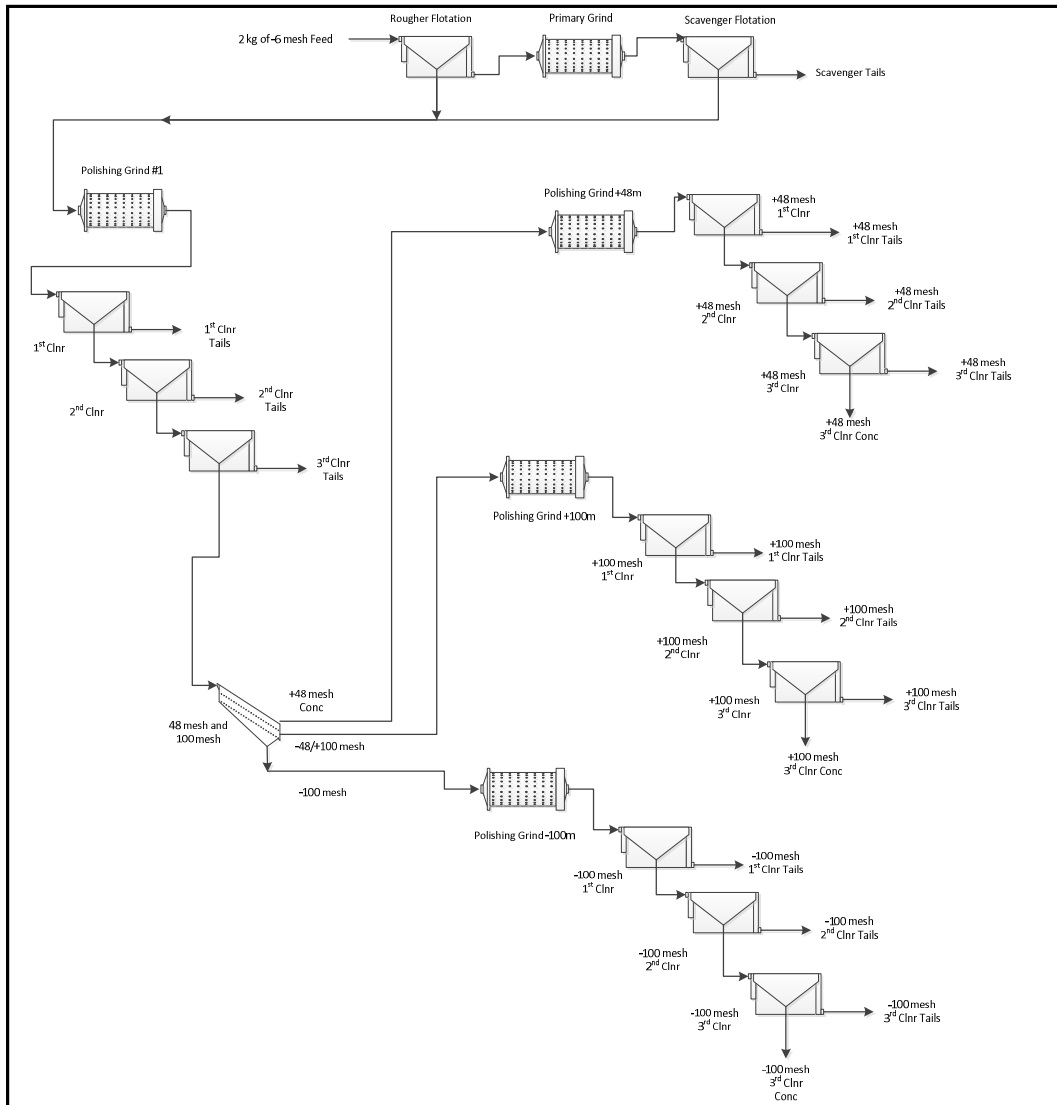 Rougher Flotation
Primary Grind
Scavenger Flotation
2 kg of -6 mesh Feed
Scavenger Tails
Polishing Grind #1
1st Clnr
1st Clnr
Tails
2nd Clnr
2nd Clnr
Tails
3rd Clnr
Tails
Polishing Grind +48m
+48 mesh
1st Clnr
+48 mesh
1st Clnr Tails
+48 mesh
2nd Clnr
+48 mesh
2nd Clnr Tails
+48 mesh
3rd Clnr
+48 mesh
3rd Clnr Tails
+48 mesh
3rd Clnr Conc
Polishing Grind +100m
+100 mesh
1st Clnr
+100 mesh
1st Clnr Tails
+100 mesh
2nd Clnr
+100 mesh
2nd Clnr Tails
+100 mesh
3rd Clnr
+100 mesh
3rd Clnr Tails
+100 mesh
3rd Clnr Conc
48 mesh and
100 mesh
+48 mesh
Conc
-48/+100 mesh
-100 mesh
Polishing Grind -100m
-100 mesh
1st Clnr
-100 mesh
1st Clnr Tails
-100 mesh
2nd Clnr
-100 mesh
2nd Clnr Tails
-100 mesh
3rd Clnr
-100 mesh
3rd Clnr Tails
-100 mesh
3rd Clnr
Conc